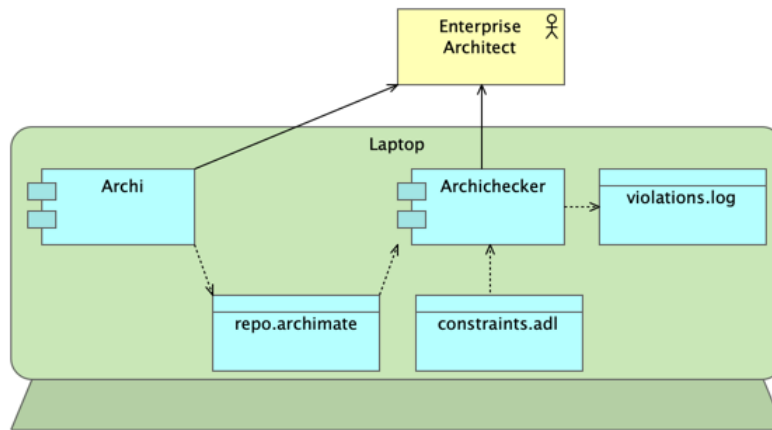 Enterprise
Architect
Laptop
Archi
Archichecker
violations.log
repo.archimate
constraints.adl